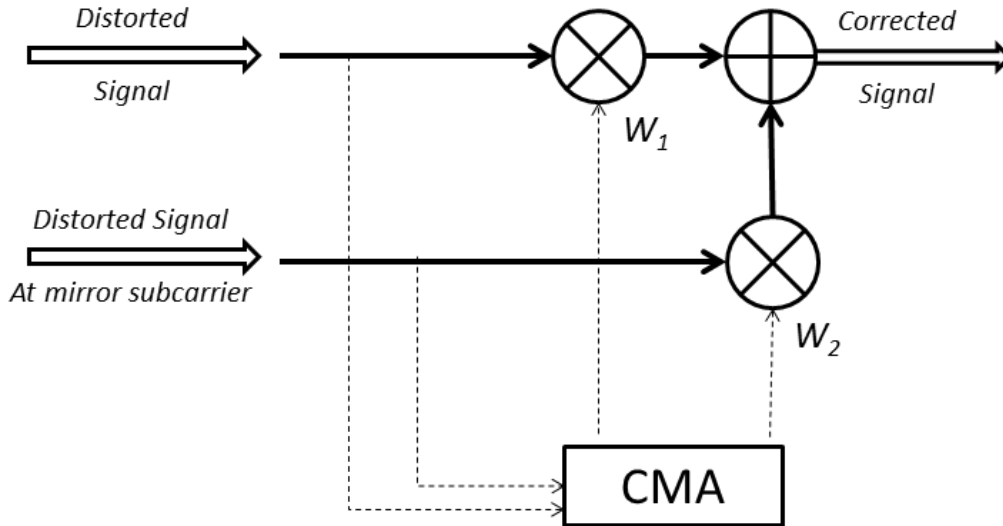 Distorted
Signal
Corrected
Signal
W1
Distorted Signal
At mirror subcarrier
W2
CMA